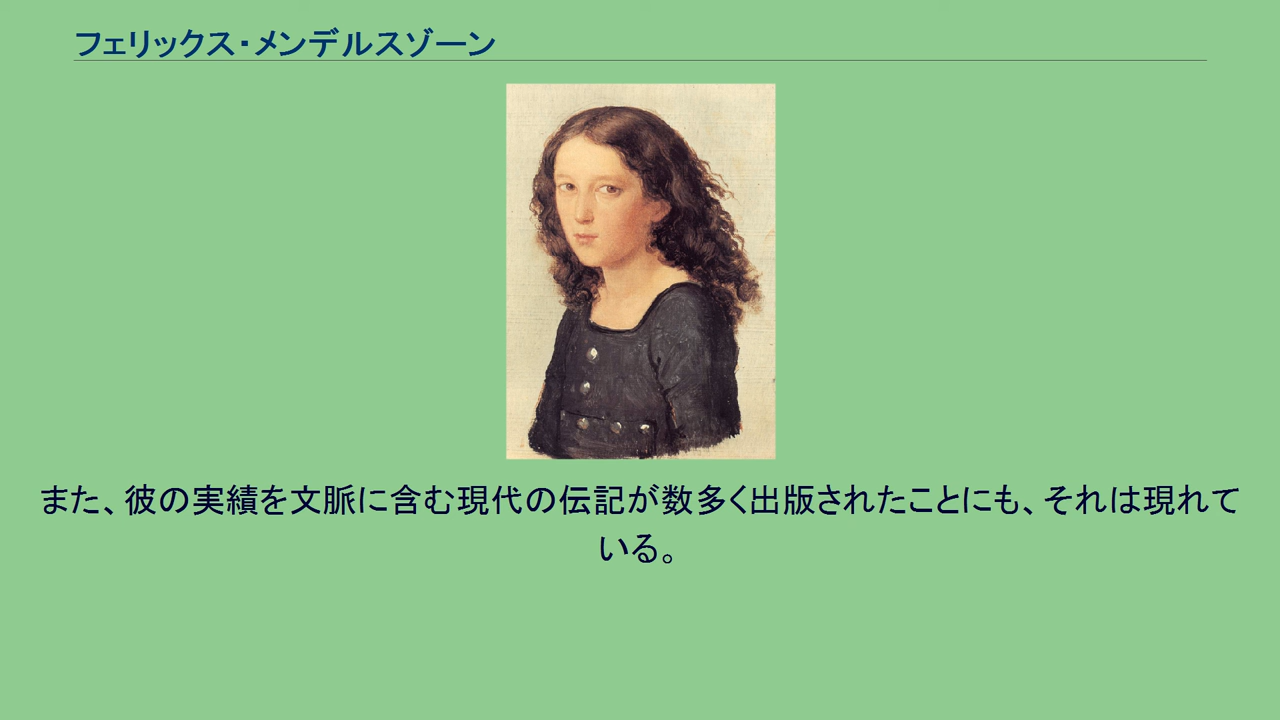 フェリックス・メンデルスゾーン
また、彼の実績を文脈に含む現代の伝記が数多く出版されたことにも、それは現れて
いる。